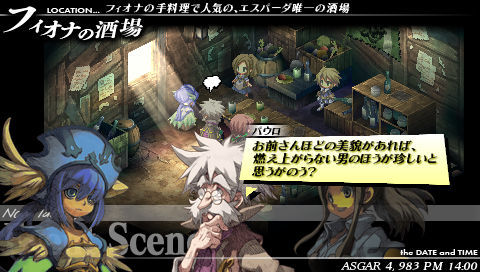 LOCATION... フィオナの手料理で人気の、エスパーダ唯一の酒場
フィオナの酒場
パウロ
お前さんほどの美貌があれば、
燃え上がらない男のほうが珍しいと
思うがのう?
Scene
the DATE and TIME
ASGAR 4, 983 PM 14:00